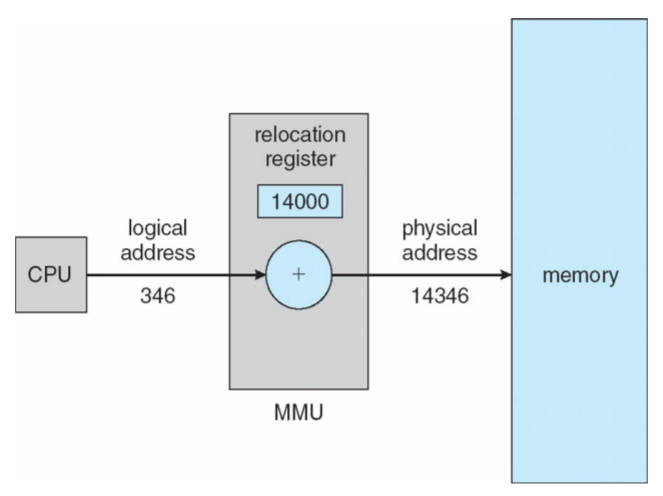 relocation
register
14000
logical
address
physical
address
CPU
+
memory
346
14346
MMU